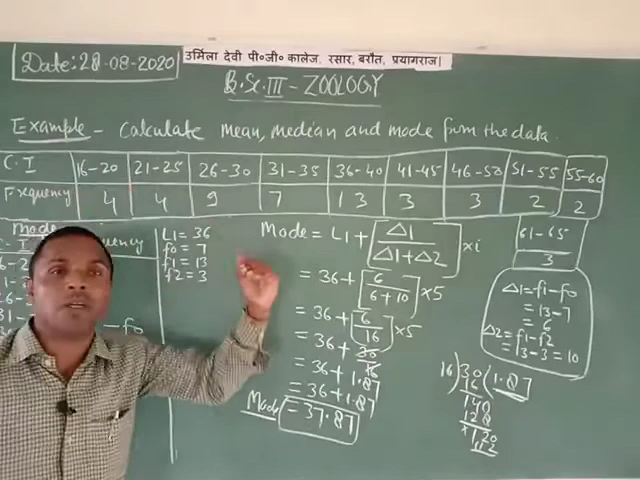 Date: 28-08-2020
उर्मिला देवी पी०जी० कालेज, रसार, बरौत, प्रयागराज।
B.Sc.III - ZOOLOGY
Example - Calculate Mean, median and mode from the data.
C.I 16-20 21-25 26-30 31-35 36-40 41-45 46-50 51-55 55-60
Frequency 4 4 9 7 13 3 3 2 2
61-65
3
Mode
L1 = 36
f0 = 7
f1 = 13
f2 = 3
- f0
Mode = L1 + [Δ1 / Δ1+Δ2] × i
= 36 + [6 / 6+10] × 5
= 36 + [6 / 16] × 5
= 36 + 30 / 16
= 36 + 1.87
= 36 + 1.87
Mode = 37.87
Δ1 = f1 - f0
= 13-7
= 6
Δ2 = f1 - f2
= 13-3 = 10
16) 30 (1.87
16
140
128
120
112